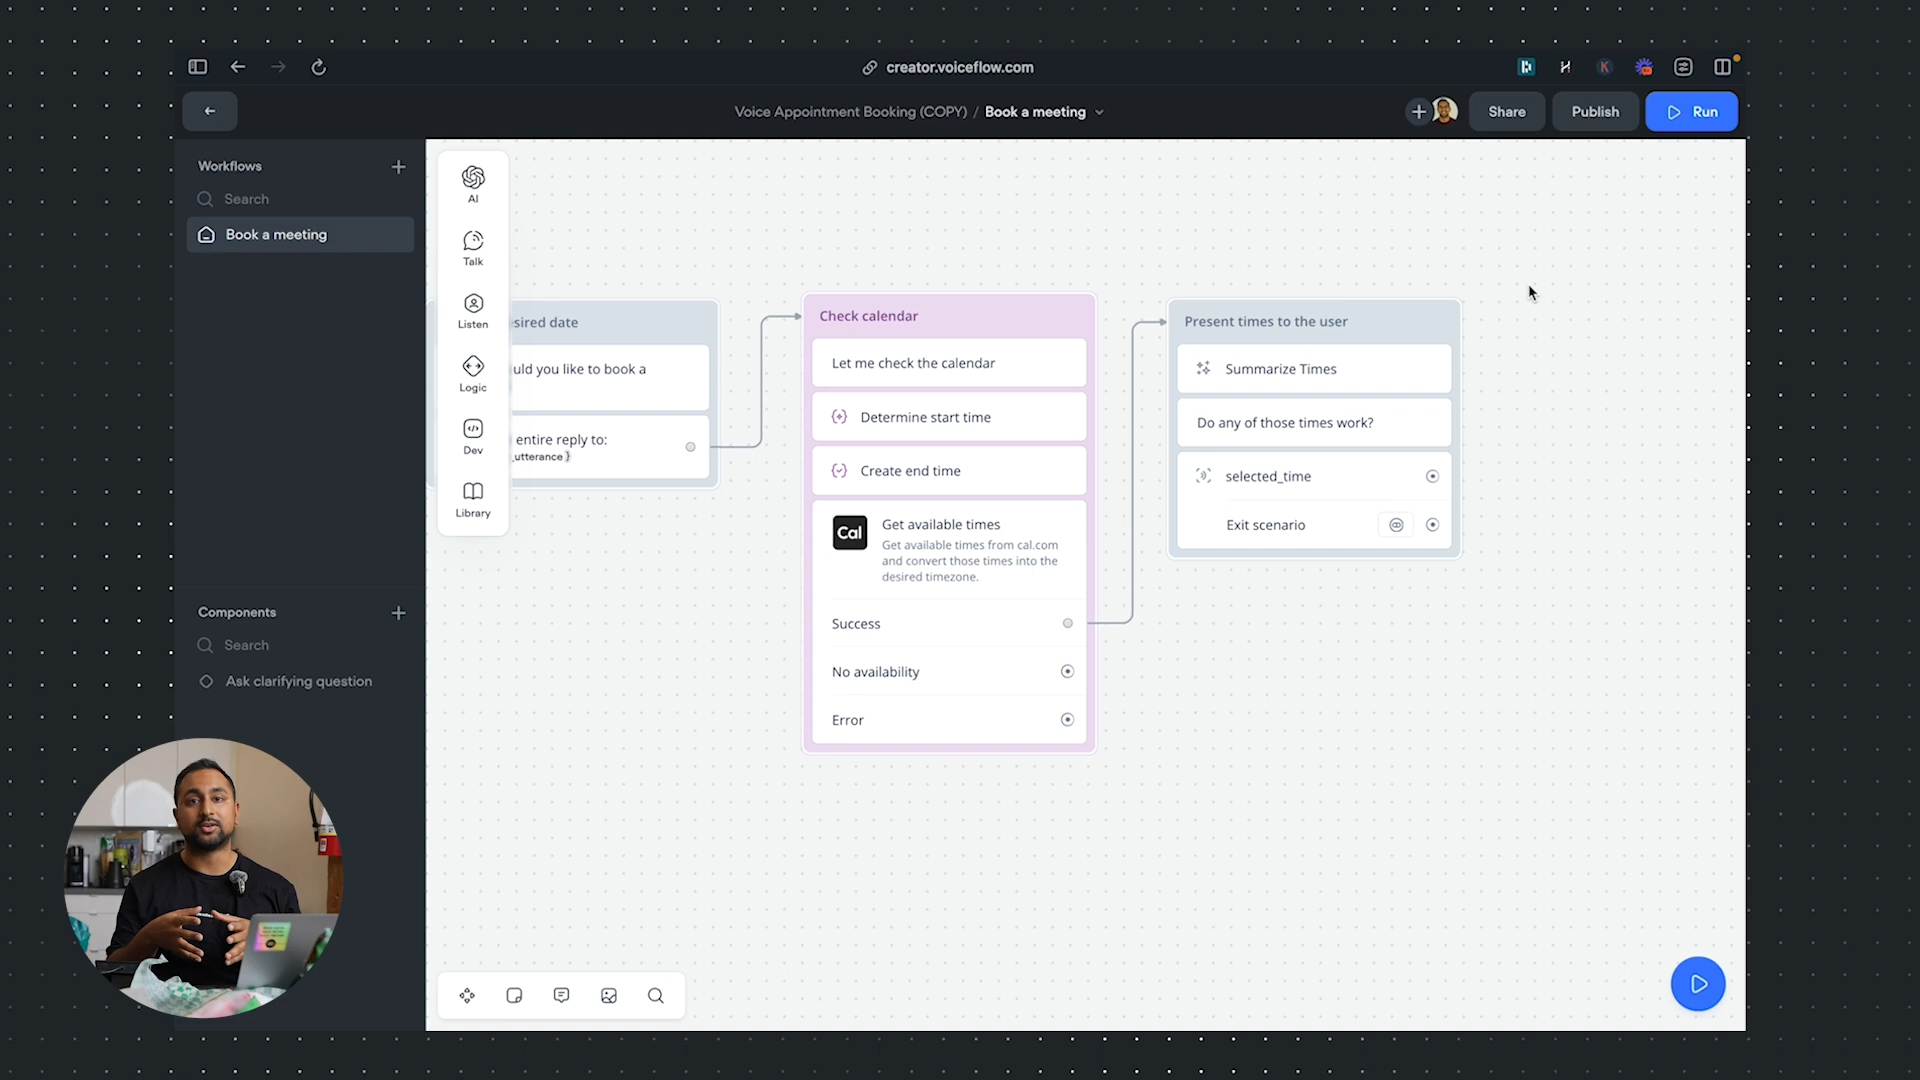 creator.voiceflow.com
Voice Appointment Booking (COPY) / Book a meeting
Share
Publish
Run
Workflows
Search
Book a meeting
Components
Search
Ask clarifying question
AI
Talk
Listen
Logic
Dev
Library
sired date
uld you like to book a
entire reply to:
_utterance }
Check calendar
Let me check the calendar
Determine start time
Create end time
Cal
Get available times
Get available times from cal.com
and convert those times into the
desired timezone.
Success
No availability
Error
Present times to the user
Summarize Times
Do any of those times work?
selected_time
Exit scenario